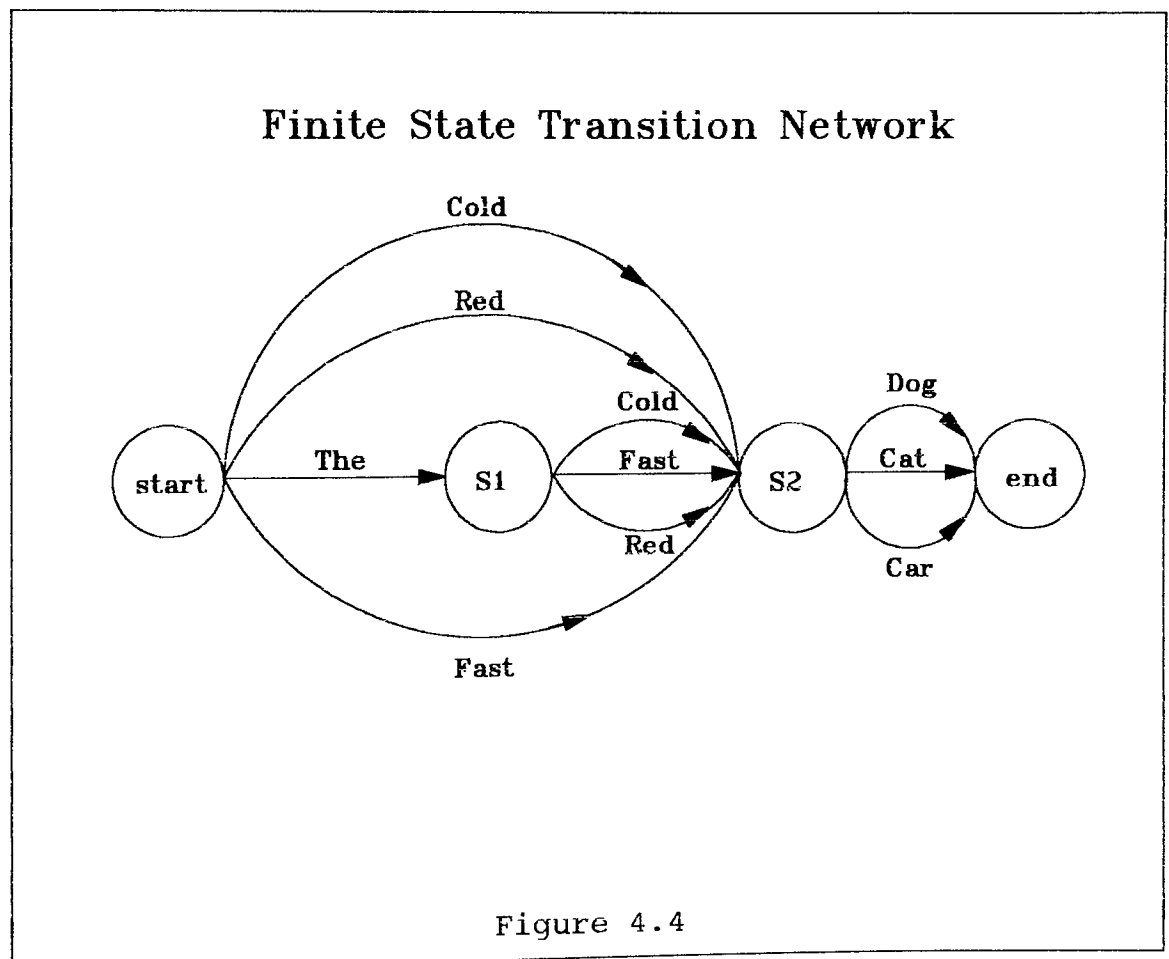 Finite State Transition Network
Cold
Red
Cold
Dog
The
Fast
Cat
start
S1
S2
end
Red
Car
Fast
Figure 4.4